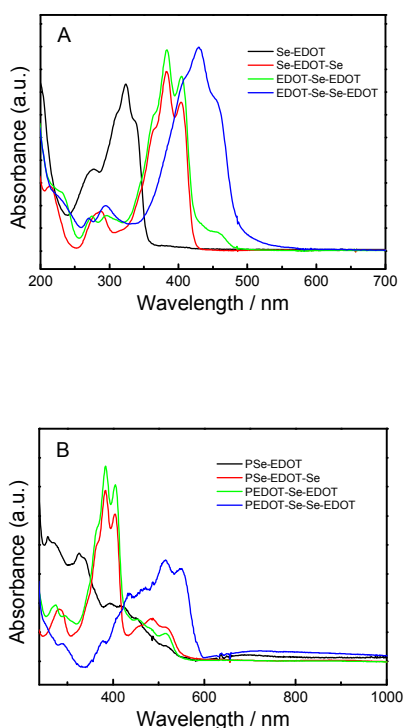 A
Se-EDOT
Se-EDOT-Se
EDOT-Se-EDOT
EDOT-Se-Se-EDOT
Absorbance (a.u.)
200 300 400 500 600 700
Wavelength / nm
B
PSe-EDOT
PSe-EDOT-Se
PEDOT-Se-EDOT
PEDOT-Se-Se-EDOT
Absorbance (a.u.)
400 600 800 1000
Wavelength / nm